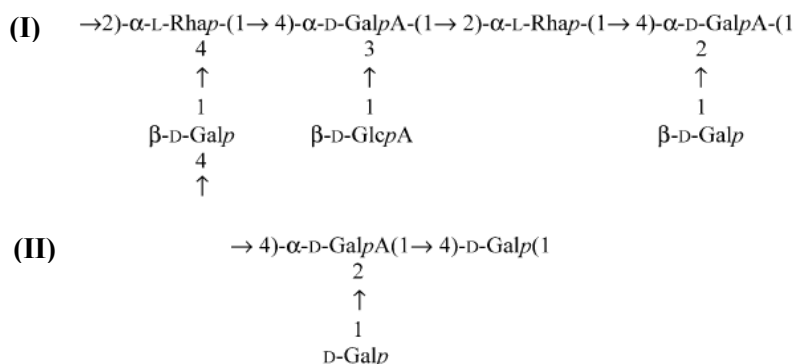 (I) →2)-α-L-Rhap-(1→ 4)-α-D-GalpA-(1→ 2)-α-L-Rhap-(1→ 4)-α-D-GalpA-(1
4 3 2
↑ ↑ ↑
1 1 1
β-D-Galp β-D-GlcpA β-D-Galp
4
↑
(II) → 4)-α-D-GalpA(1→ 4)-D-Galp(1
2
↑
1
D-Galp